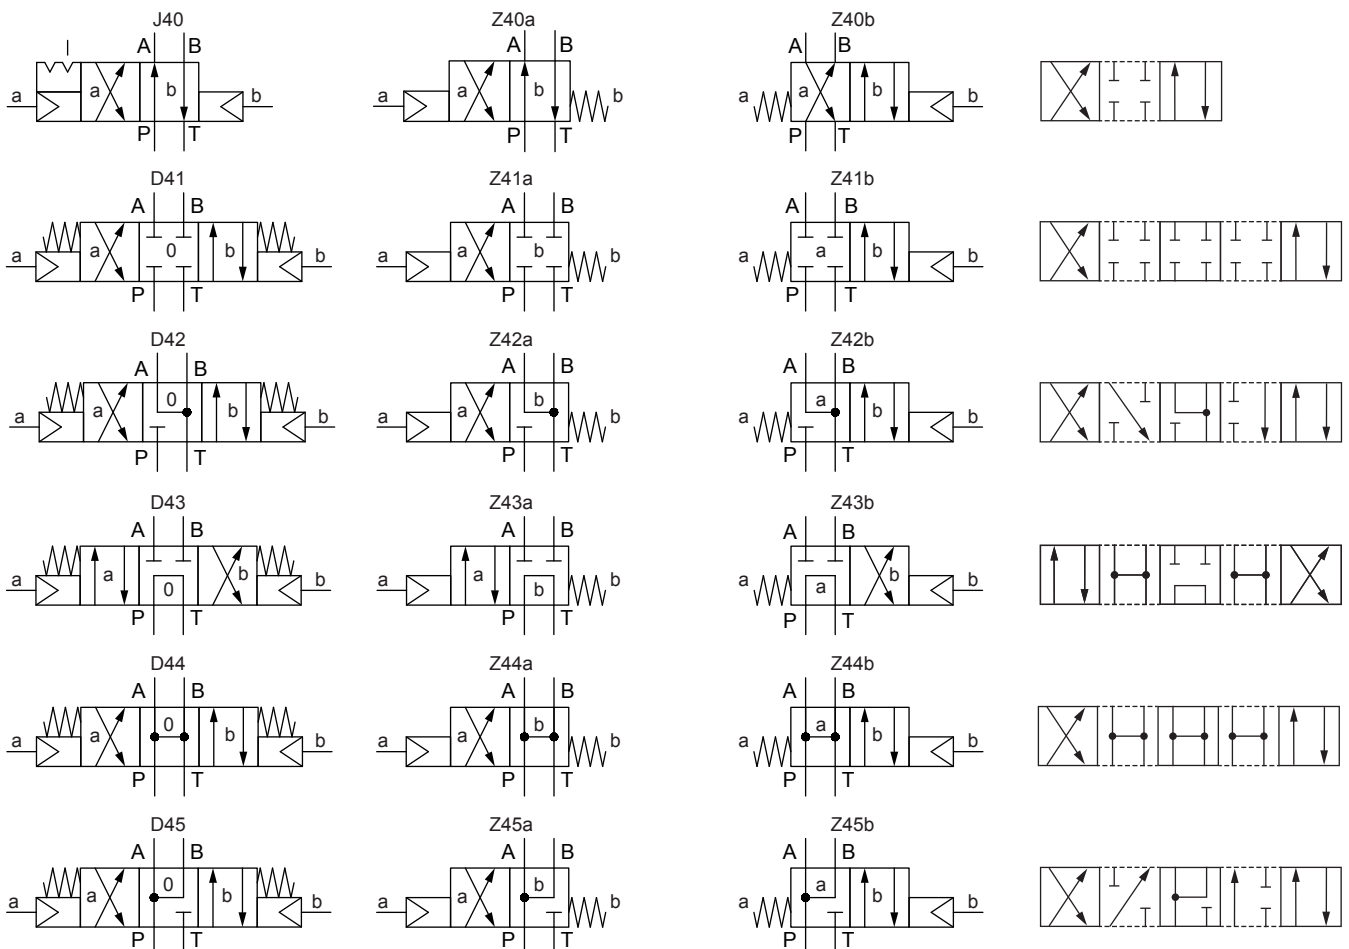 J40 Z40a Z40b
A B A B A B
a a b b a a b b a a b b
P T P T P T
D41 Z41a Z41b
A B A B A B
a a 0 b b a a b b a a b b
P T P T P T
D42 Z42a Z42b
A B A B A B
a a 0 b b a a b b a a b b
P T P T P T
D43 Z43a Z43b
A B A B A B
a a 0 b b a a b b a a b b
P T P T P T
D44 Z44a Z44b
A B A B A B
a a 0 b b a a b b a a b b
P T P T P T
D45 Z45a Z45b
A B A B A B
a a 0 b b a a b b a a b b
P T P T P T